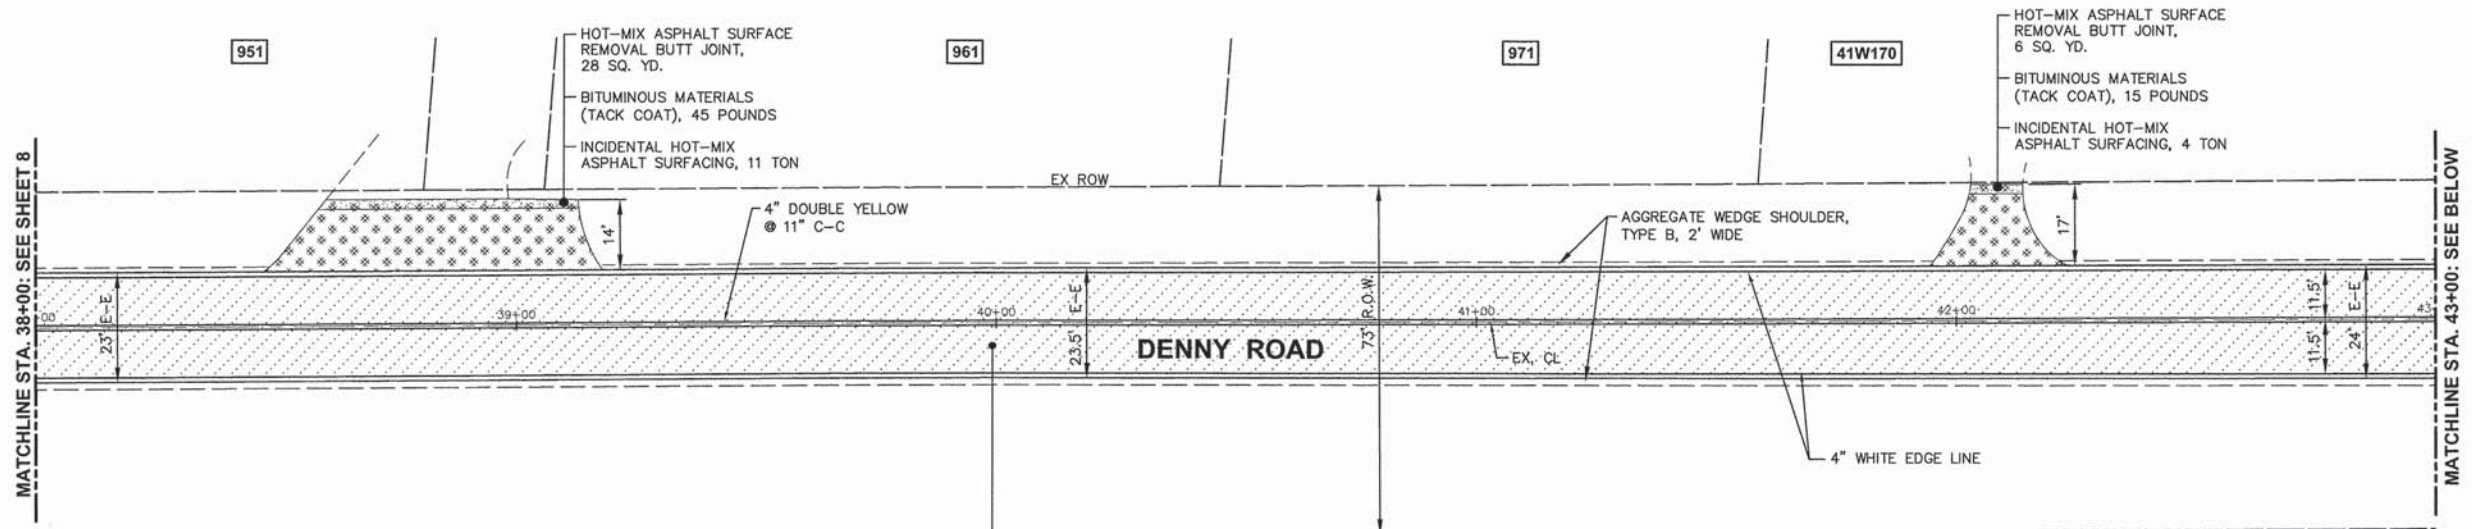 951
HOT-MIX ASPHALT SURFACE
REMOVAL BUTT JOINT,
28 SQ. YD.
BITUMINOUS MATERIALS
(TACK COAT), 45 POUNDS
INCIDENTAL HOT-MIX
ASPHALT SURFACING, 11 TON
961
971
41W170
HOT-MIX ASPHALT SURFACE
REMOVAL BUTT JOINT,
6 SQ. YD.
BITUMINOUS MATERIALS
(TACK COAT), 15 POUNDS
INCIDENTAL HOT-MIX
ASPHALT SURFACING, 4 TON
MATCHLINE STA. 38+00: SEE SHEET 8
EX ROW
14'
4" DOUBLE YELLOW
@ 11" C-C
AGGREGATE WEDGE SHOULDER,
TYPE B, 2' WIDE
17'
23' E-E
00
39+00
40+00
23.5' E-E
DENNY ROAD
73' R.O.W.
41+00
EX. CL
42+00
11.5'
11.5'
24' E-E
43
4" WHITE EDGE LINE
MATCHLINE STA. 43+00: SEE BELOW